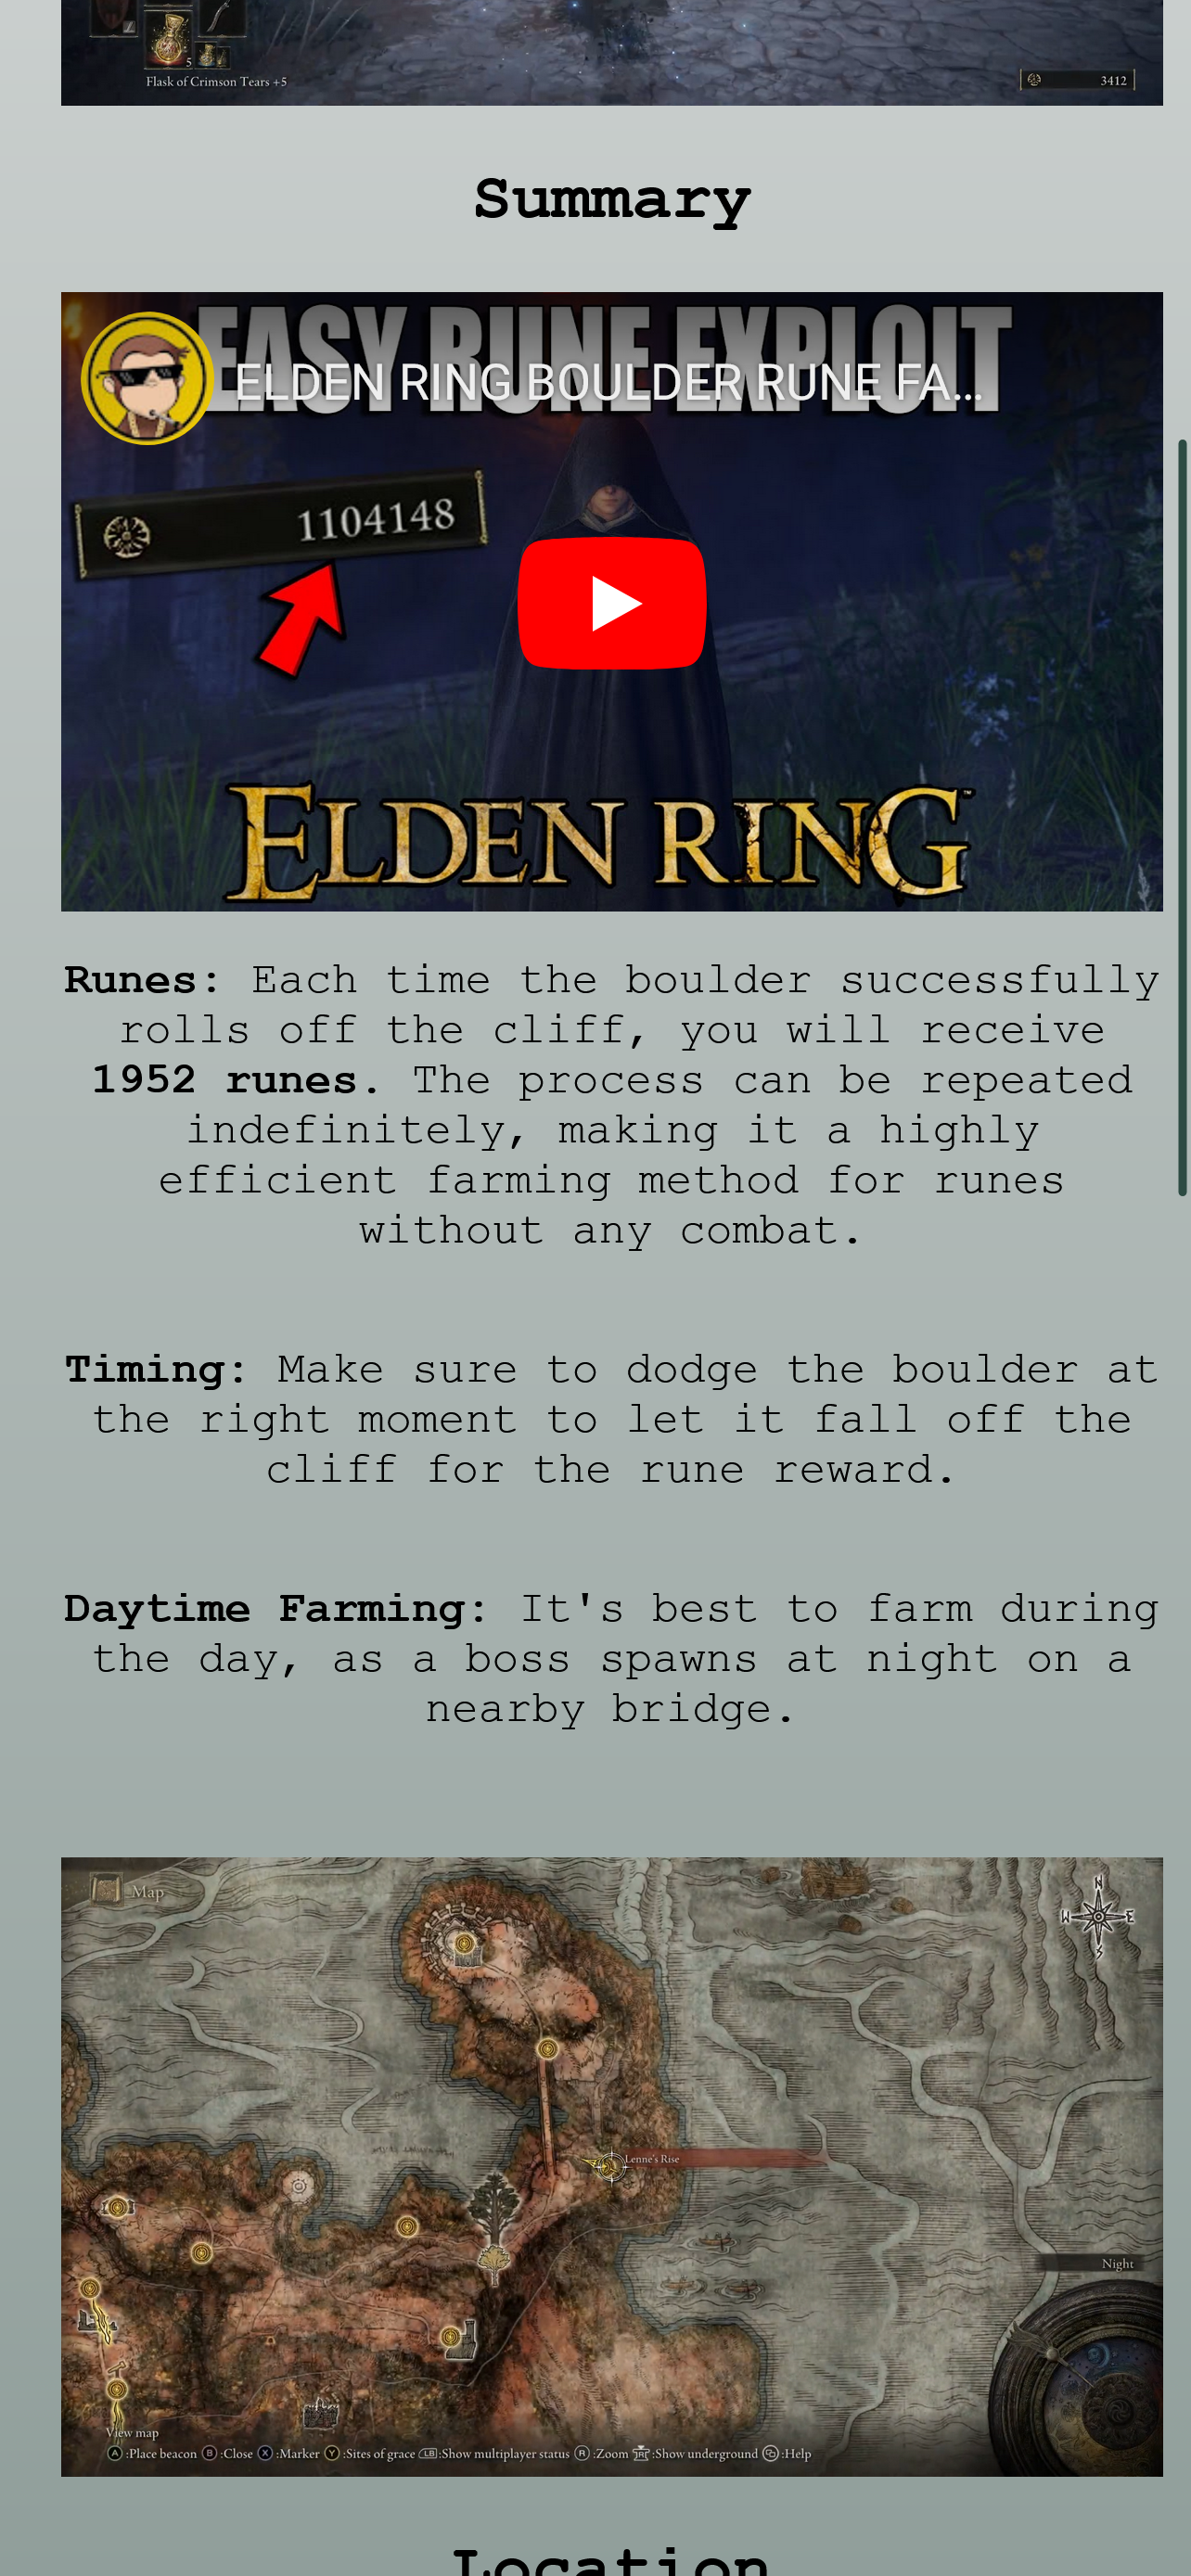 5
Flask of Crimson Tears +5
3412
Summary
EASY RUNE EXPLOIT
ELDEN RING BOULDER RUNE FA...
1104148
ELDEN RING
Runes: Each time the boulder successfully
rolls off the cliff, you will receive
1952 runes. The process can be repeated
indefinitely, making it a highly
efficient farming method for runes
without any combat.
Timing: Make sure to dodge the boulder at
the right moment to let it fall off the
cliff for the rune reward.
Daytime Farming: It's best to farm during
the day, as a boss spawns at night on a
nearby bridge.
Map
N
W E
S
Lenne's Rise
Night
View map
A :Place beacon B :Close X :Marker Y :Sites of grace LB :Show multiplayer status R :Zoom :Show underground :Help
Location